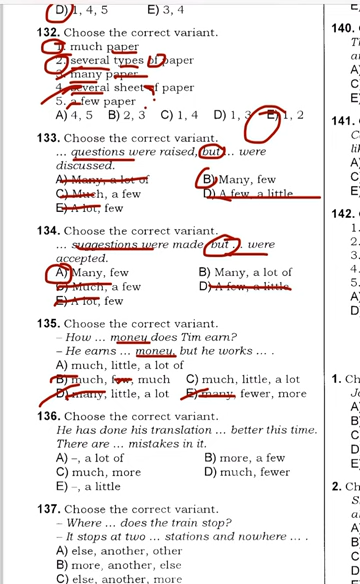 D) 1, 4, 5 E) 3, 4
132. Choose the correct variant.
1. much paper
2. several types of paper
3. many paper
4. several sheet of paper
5. a few paper
A) 4, 5 B) 2, 3 C) 1, 4 D) 1, 3 E) 1, 2
133. Choose the correct variant.
... questions were raised, but ... were
discussed.
A) Many, a lot of B) Many, few
C) Much, a few D) A few, a little
E) A lot, few
134. Choose the correct variant.
... suggestions were made but ... were
accepted.
A) Many, few B) Many, a lot of
C) Much, a few D) A few, a little
E) A lot, few
135. Choose the correct variant.
– How ... money does Tim earn?
– He earns ... money, but he works ... .
A) much, little, a lot of
B) much, few, much C) much, little, a lot
D) many, little, a lot E) many, fewer, more
136. Choose the correct variant.
He has done his translation ... better this time.
There are ... mistakes in it.
A) –, a lot of B) more, a few
C) much, more D) much, fewer
E) –, a little
137. Choose the correct variant.
– Where ... does the train stop?
– It stops at two ... stations and nowhere ... .
A) else, another, other
B) more, another, else
C) else, another, more
140.
141.
142.
1.
2.
3.
4.
5.
1. Ch
2. Ch